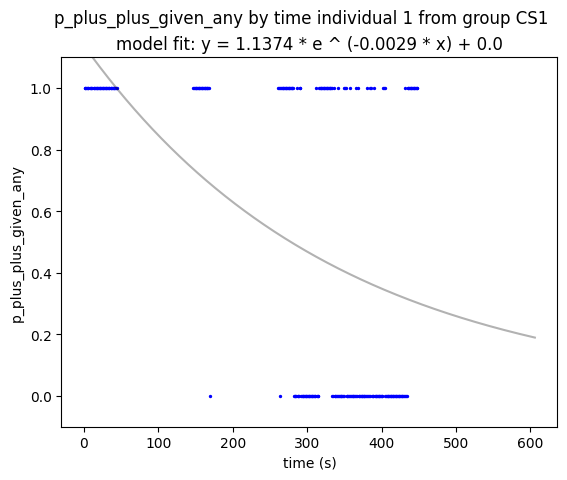 p_plus_plus_given_any by time individual 1 from group CS1
model fit: y = 1.1374 * e ^ (-0.0029 * x) + 0.0
1.0
0.8
0.6
0.4
0.2
0.0
p_plus_plus_given_any
0 100 200 300 400 500 600
time (s)